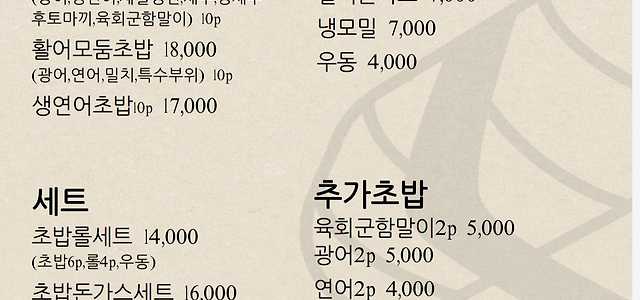 후토마끼,육회군함말이) 10p
활어모둠초밥 18,000
(광어,연어,밀치,특수부위) 10p
생연어초밥10p 17,000
세트
초밥롤세트 14,000
(초밥6p,롤4p,우동)
초밥돈가스세트 16,000
냉모밀 7,000
우동 4,000
추가초밥
육회군함말이2p 5,000
광어2p 5,000
연어2p 4,000